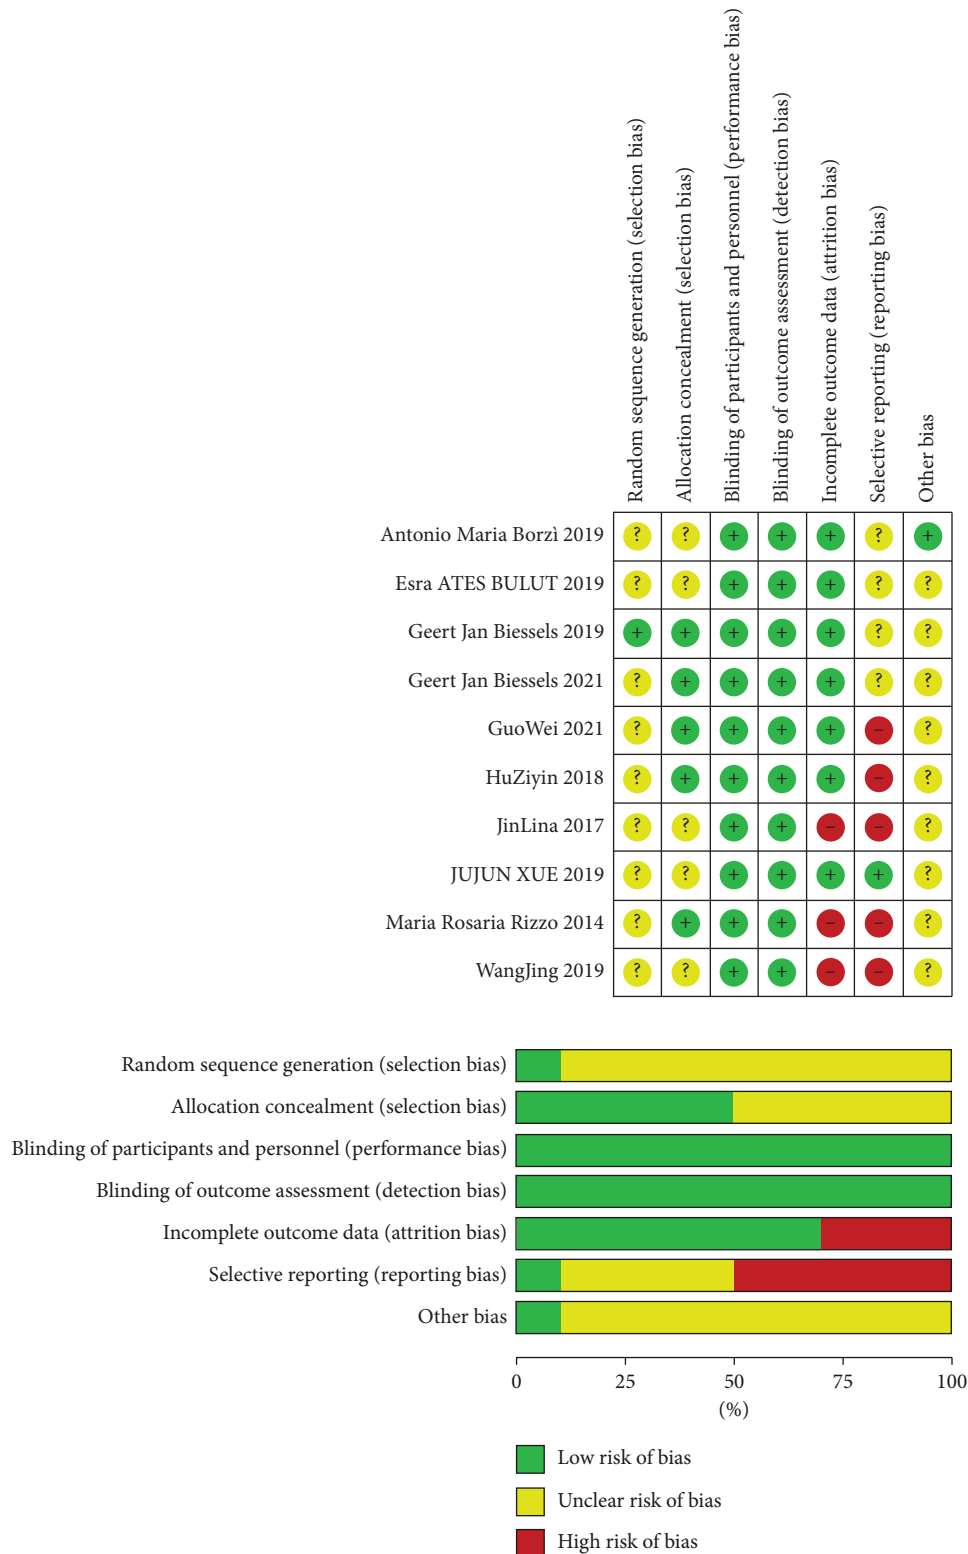 Random sequence generation (selection bias)
Allocation concealment (selection bias)
Blinding of participants and personnel (performance bias)
Blinding of outcome assessment (detection bias)
Incomplete outcome data (attrition bias)
Selective reporting (reporting bias)
Other bias
Antonio Maria Borzì 2019 ? ? + + + ? +
Esra ATES BULUT 2019 ? ? + + + ? ?
Geert Jan Biessels 2019 + + + + + ? ?
Geert Jan Biessels 2021 ? + + + + ? ?
GuoWei 2021 ? + + + + – ?
HuZiyin 2018 ? + + + + – ?
JinLina 2017 ? ? + + – – ?
JUJUN XUE 2019 ? ? + + + + ?
Maria Rosaria Rizzo 2014 ? + + + – – ?
WangJing 2019 ? ? + + – – ?
Random sequence generation (selection bias)
Allocation concealment (selection bias)
Blinding of participants and personnel (performance bias)
Blinding of outcome assessment (detection bias)
Incomplete outcome data (attrition bias)
Selective reporting (reporting bias)
Other bias
0 25 50 75 100
(%)
Low risk of bias
Unclear risk of bias
High risk of bias